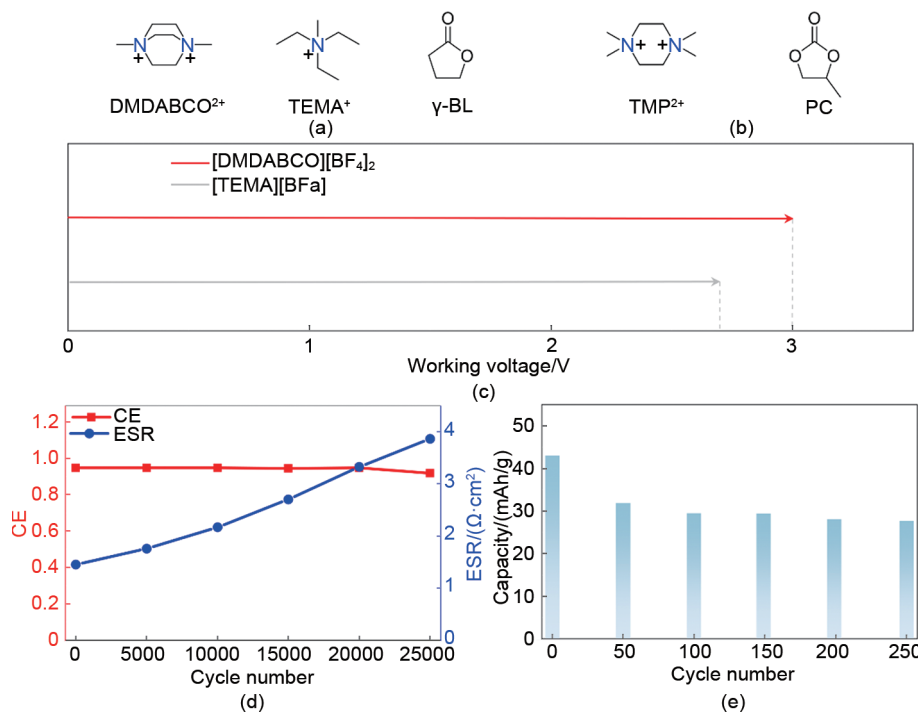 O
O
O
O
O
N
N
N
N
N
+
+
+
+
+
DMDABCO²⁺
TEMA⁺
γ-BL
TMP²⁺
PC
(a)
(b)
[DMDABCO][BF₄]₂
[TEMA][BFa]
0
1
2
3
Working voltage/V
(c)
CE
ESR
1.2
1.0
0.8
0.6
0.4
0.2
0
CE
4
3
2
1
0
ESR/(Ω·cm²)
0
5000
10000
15000
20000
25000
Cycle number
(d)
50
40
30
20
10
0
Capacity/(mAh/g)
0
50
100
150
200
250
Cycle number
(e)